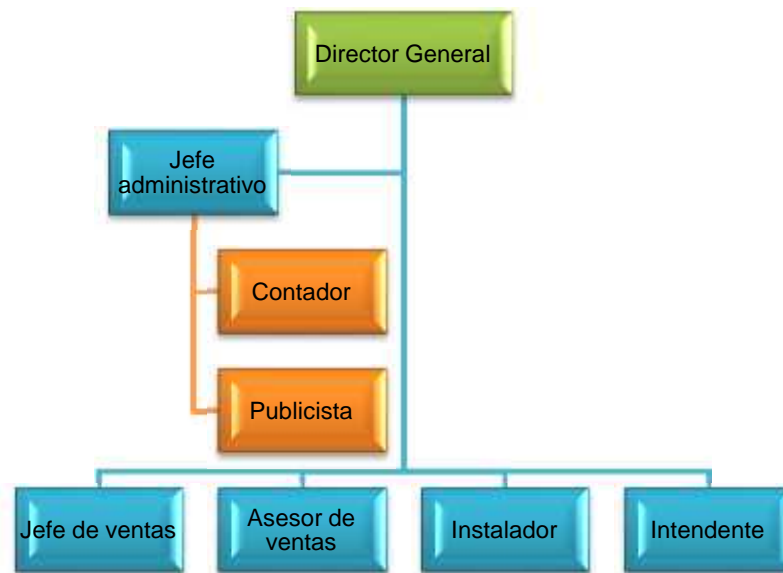 Director General
Jefe
administrativo
Contador
Publicista
Jefe de ventas
Asesor de
ventas
Instalador
Intendente